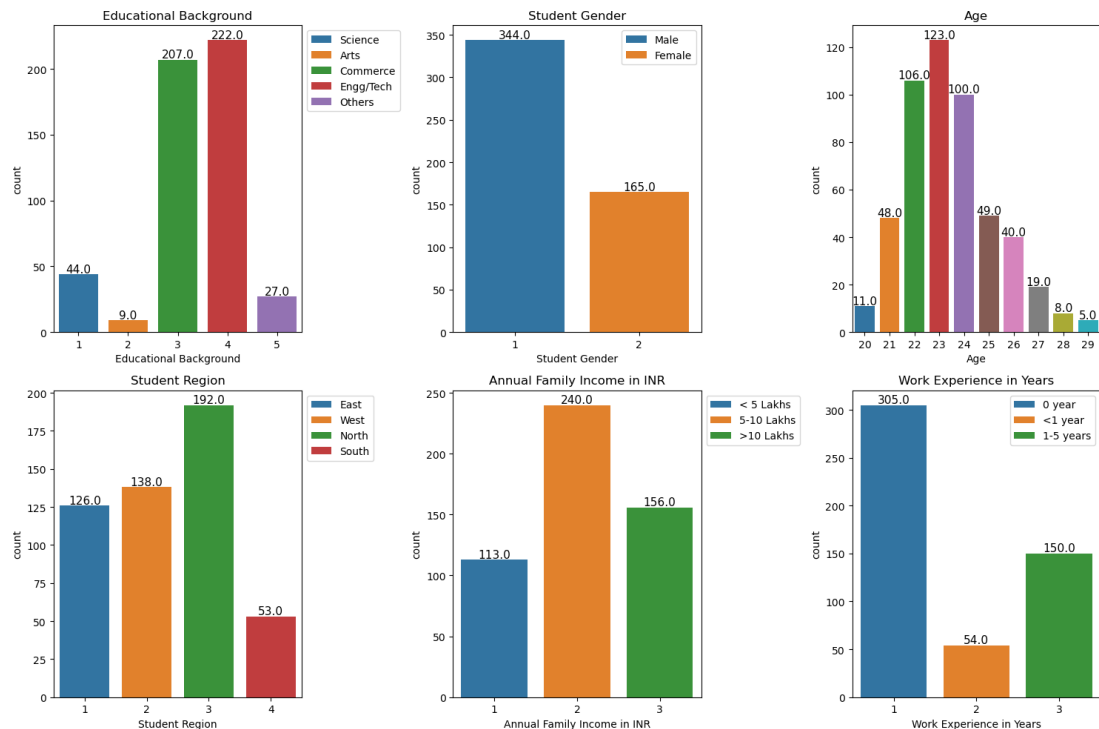 Educational Background
250
200
150
100
50
0
count
44.0
9.0
207.0
222.0
27.0
1 2 3 4 5
Educational Background
Science
Arts
Commerce
Engg/Tech
Others
Student Gender
350
300
250
200
150
100
50
0
count
344.0
165.0
1 2
Student Gender
Male
Female
Age
120
100
80
60
40
20
0
count
11.0
48.0
106.0
123.0
100.0
49.0
40.0
19.0
8.0
5.0
20 21 22 23 24 25 26 27 28 29
Age
Student Region
200
175
150
125
100
75
50
25
0
count
126.0
138.0
192.0
53.0
1 2 3 4
Student Region
East
West
North
South
Annual Family Income in INR
250
200
150
100
50
0
count
113.0
240.0
156.0
1 2 3
Annual Family Income in INR
< 5 Lakhs
5-10 Lakhs
>10 Lakhs
Work Experience in Years
300
250
200
150
100
50
0
count
305.0
54.0
150.0
1 2 3
Work Experience in Years
0 year
<1 year
1-5 years